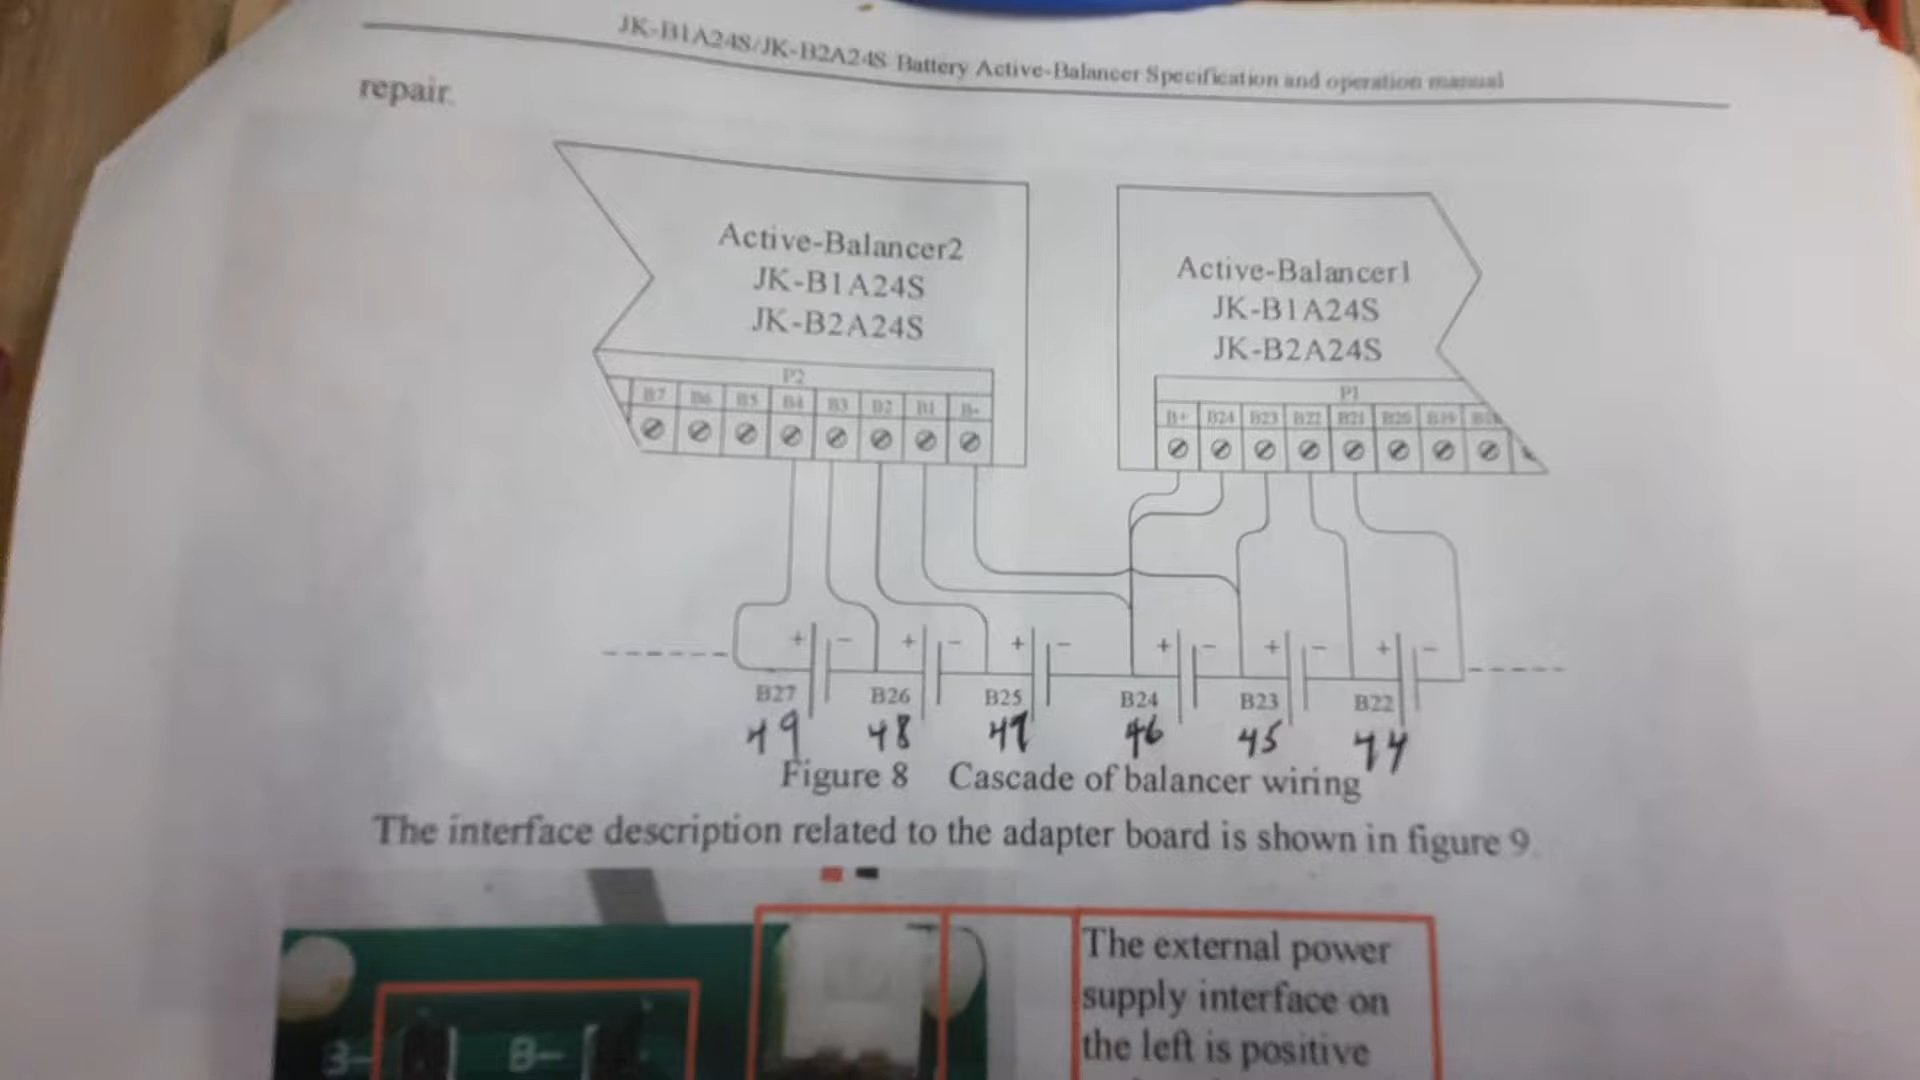 JK-B1A24S/JK-B2A24S Battery Active-Balancer Specification and operation manual
repair.
Active-Balancer2
JK-B1A24S
JK-B2A24S
Active-Balancer1
JK-B1A24S
JK-B2A24S
P2
B7 B6 B5 B4 B3 B2 B1 B-
P1
B+ B24 B23 B22 B21 B20 B19
+ - + - + - + - + - + -
B27 B26 B25 B24 B23 B22
49 48 47 46 45 44
Figure 8 Cascade of balancer wiring
The interface description related to the adapter board is shown in figure 9.
The external power
supply interface on
the left is positive
B-